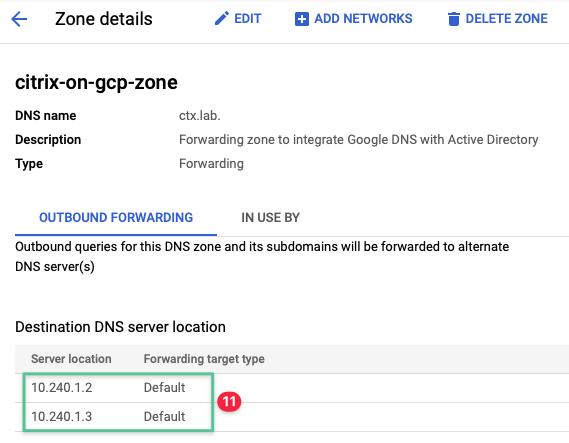 Zone details EDIT ADD NETWORKS DELETE ZONE
citrix-on-gcp-zone
DNS name ctx.lab.
Description Forwarding zone to integrate Google DNS with Active Directory
Type Forwarding
OUTBOUND FORWARDING IN USE BY
Outbound queries for this DNS zone and its subdomains will be forwarded to alternate
DNS server(s)
Destination DNS server location
Server location Forwarding target type
10.240.1.2 Default
11
10.240.1.3 Default